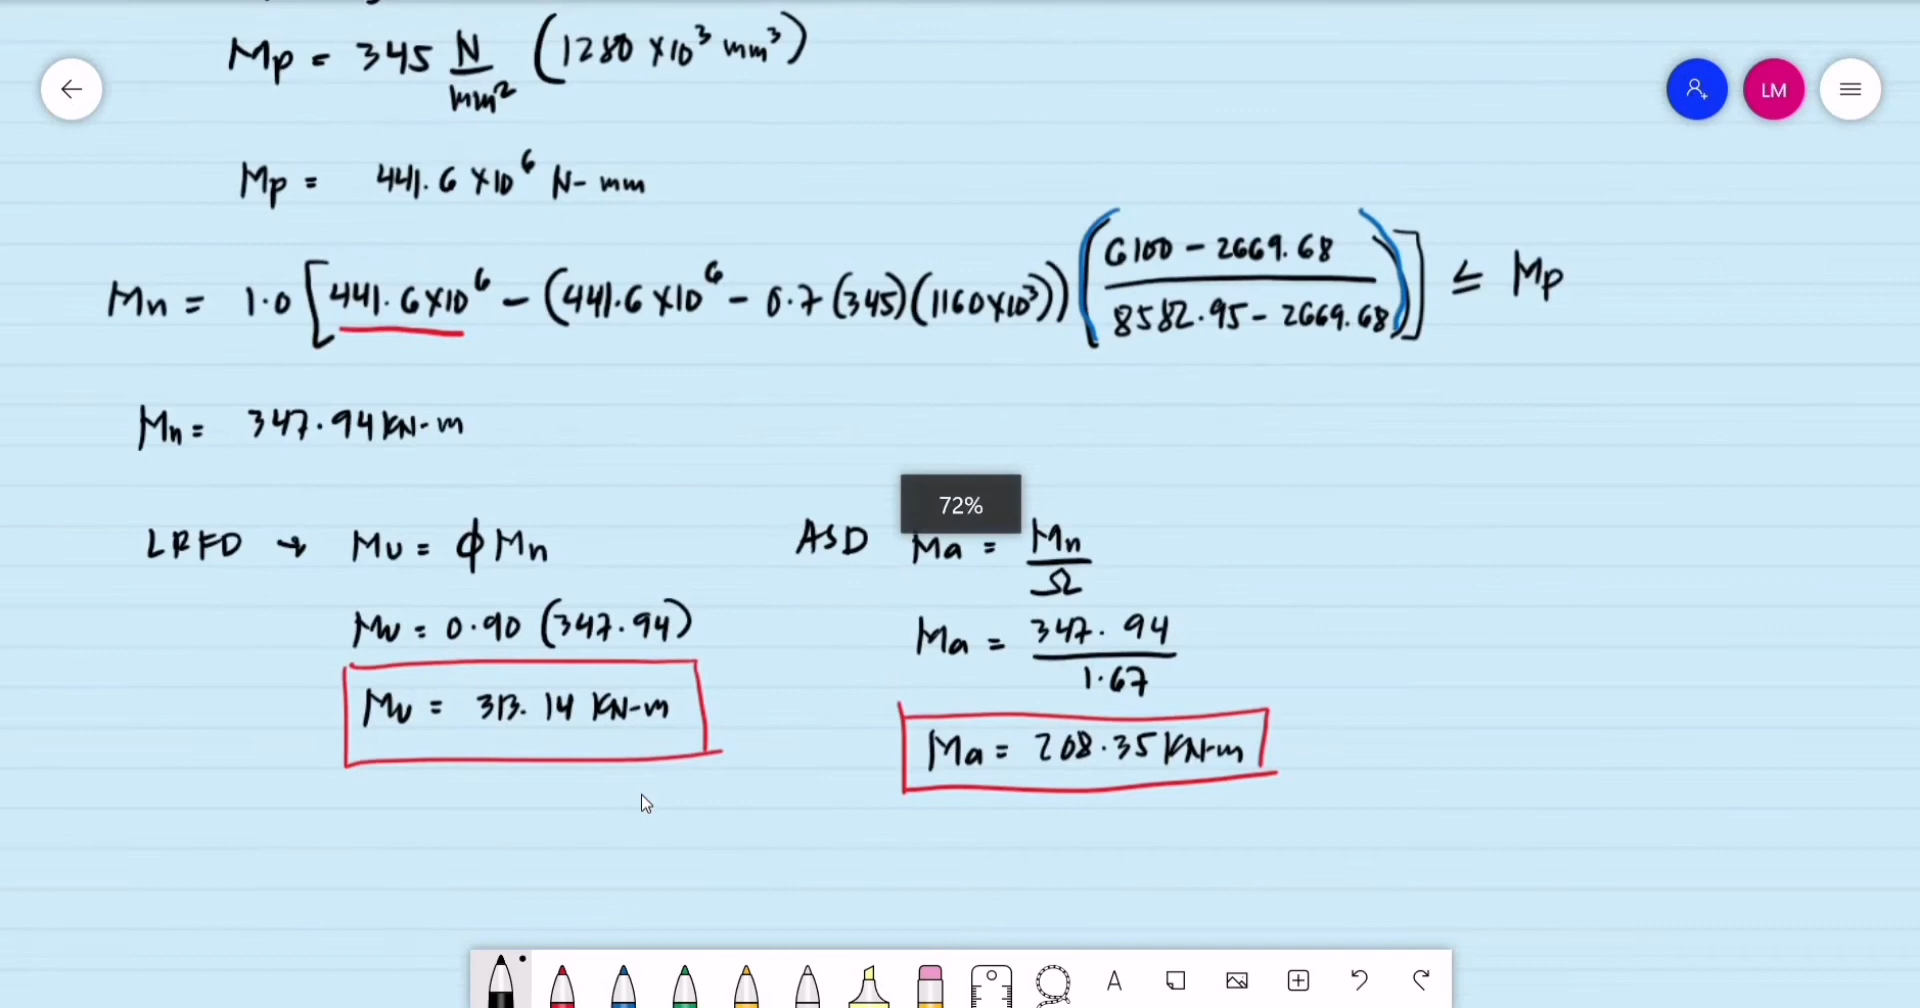 Mp = 345 N/mm² (1280 ×10³ mm³)
LM
Mp = 441.6 ×10⁶ N-mm
Mn = 1.0 [441.6×10⁶ - (441.6×10⁶ - 0.7 (345)(1160×10³)) (6100 - 2669.68 / 8582.95 - 2669.68)] ≤ Mp
Mn = 347.94 KN-m
72%
LRFD → Mu = ϕ Mn
Mu = 0.90 (347.94)
Mu = 313.14 KN-m
ASD Ma = Mn/Ω
Ma = 347.94/1.67
Ma = 208.35 KN-m
A